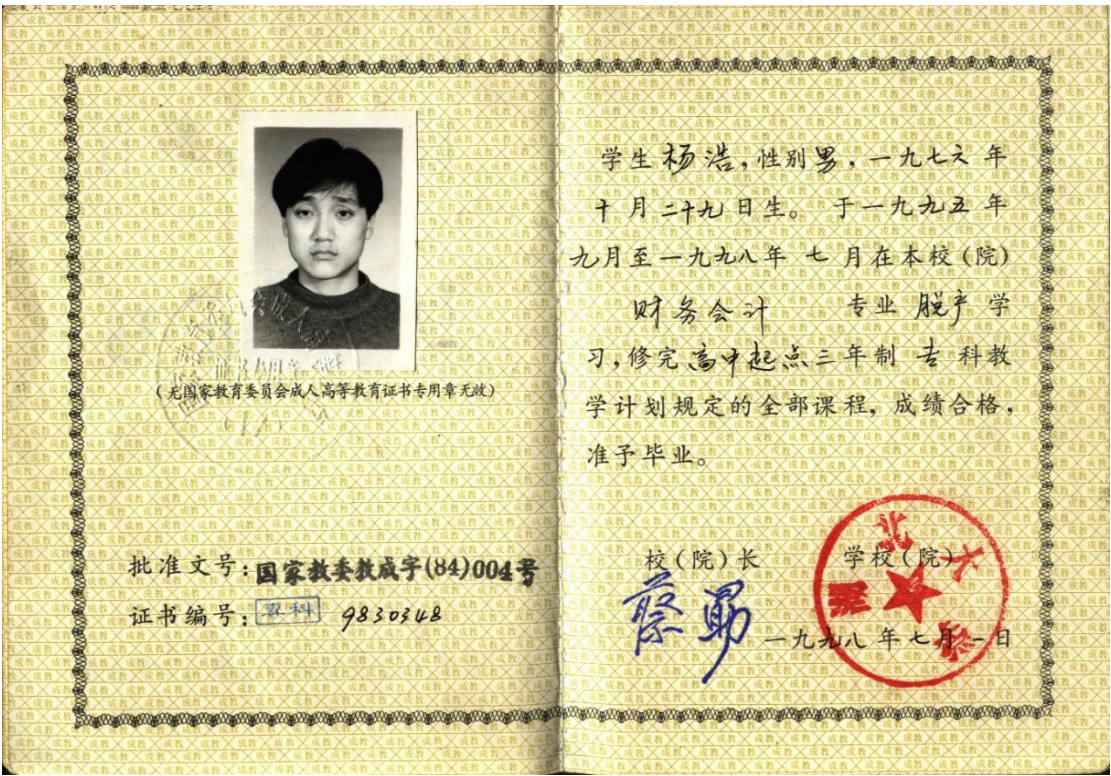 (无国家教育委员会成人高等教育证书专用章无效)
批准文号:国家教委教成字(84)004号
证书编号: 9830348
学生杨浩,性别男,一九七六年
十月二十九日生。于一九九五年
九月至一九九八年七月在本校(院)
财务会计 专业 脱产 学
习,修完高中起点三年制 专 科教
学计划规定的全部课程,成绩合格,
准予毕业。
校(院)长 学校(院)
蔡勖
一九九八年七月一日